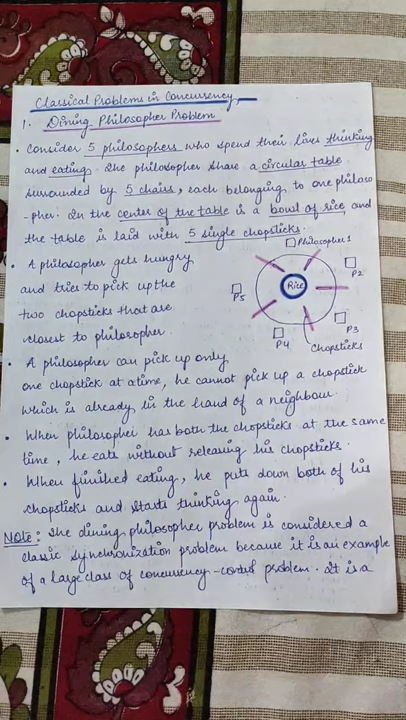 Classical Problems in Concurrency
1. Dining Philosopher Problem
• Consider 5 philosophers who spend their lives thinking
and eating. The philosopher share a circular table
surrounded by 5 chairs, each belonging to one philoso
-pher. In the center of the table is a bowl of rice, and
the table is laid with 5 single chopsticks.
• A philosopher gets hungry
and tries to pick up the
two chopsticks that are
closest to philosopher.
Philosopher 1
P2
P3
P4
P5
Rice
Chopsticks
• A philosopher can pick up only
one chopstick at a time, he cannot pick up a chopstick
which is already in the hand of a neighbour
• When philosopher has both the chopsticks at the same
time, he eats without releasing his chopsticks.
• When finished eating, he puts down both of his
chopsticks and starts thinking again.
Note: The dining philosopher problem is considered a
classic synchronization problem because it is an example
of a large class of concurrency-control problem. It is a